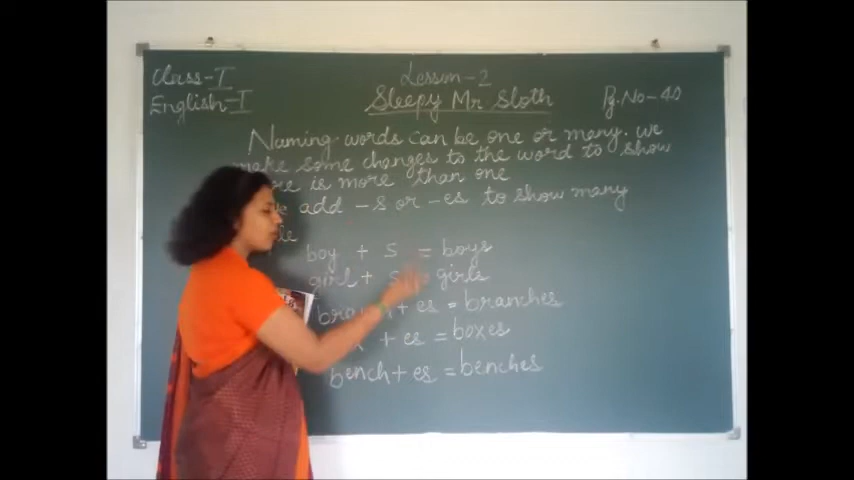 Class-I
English-I
Lesson-2
Sleepy Mr Sloth
Pg.No-40
Naming words can be one or many. we
make some changes to the word to show
is more than one
add -s or -es to show many
boy + s = boys
girl + s girls
+ es = branches
+ es = boxes
bench + es = benches